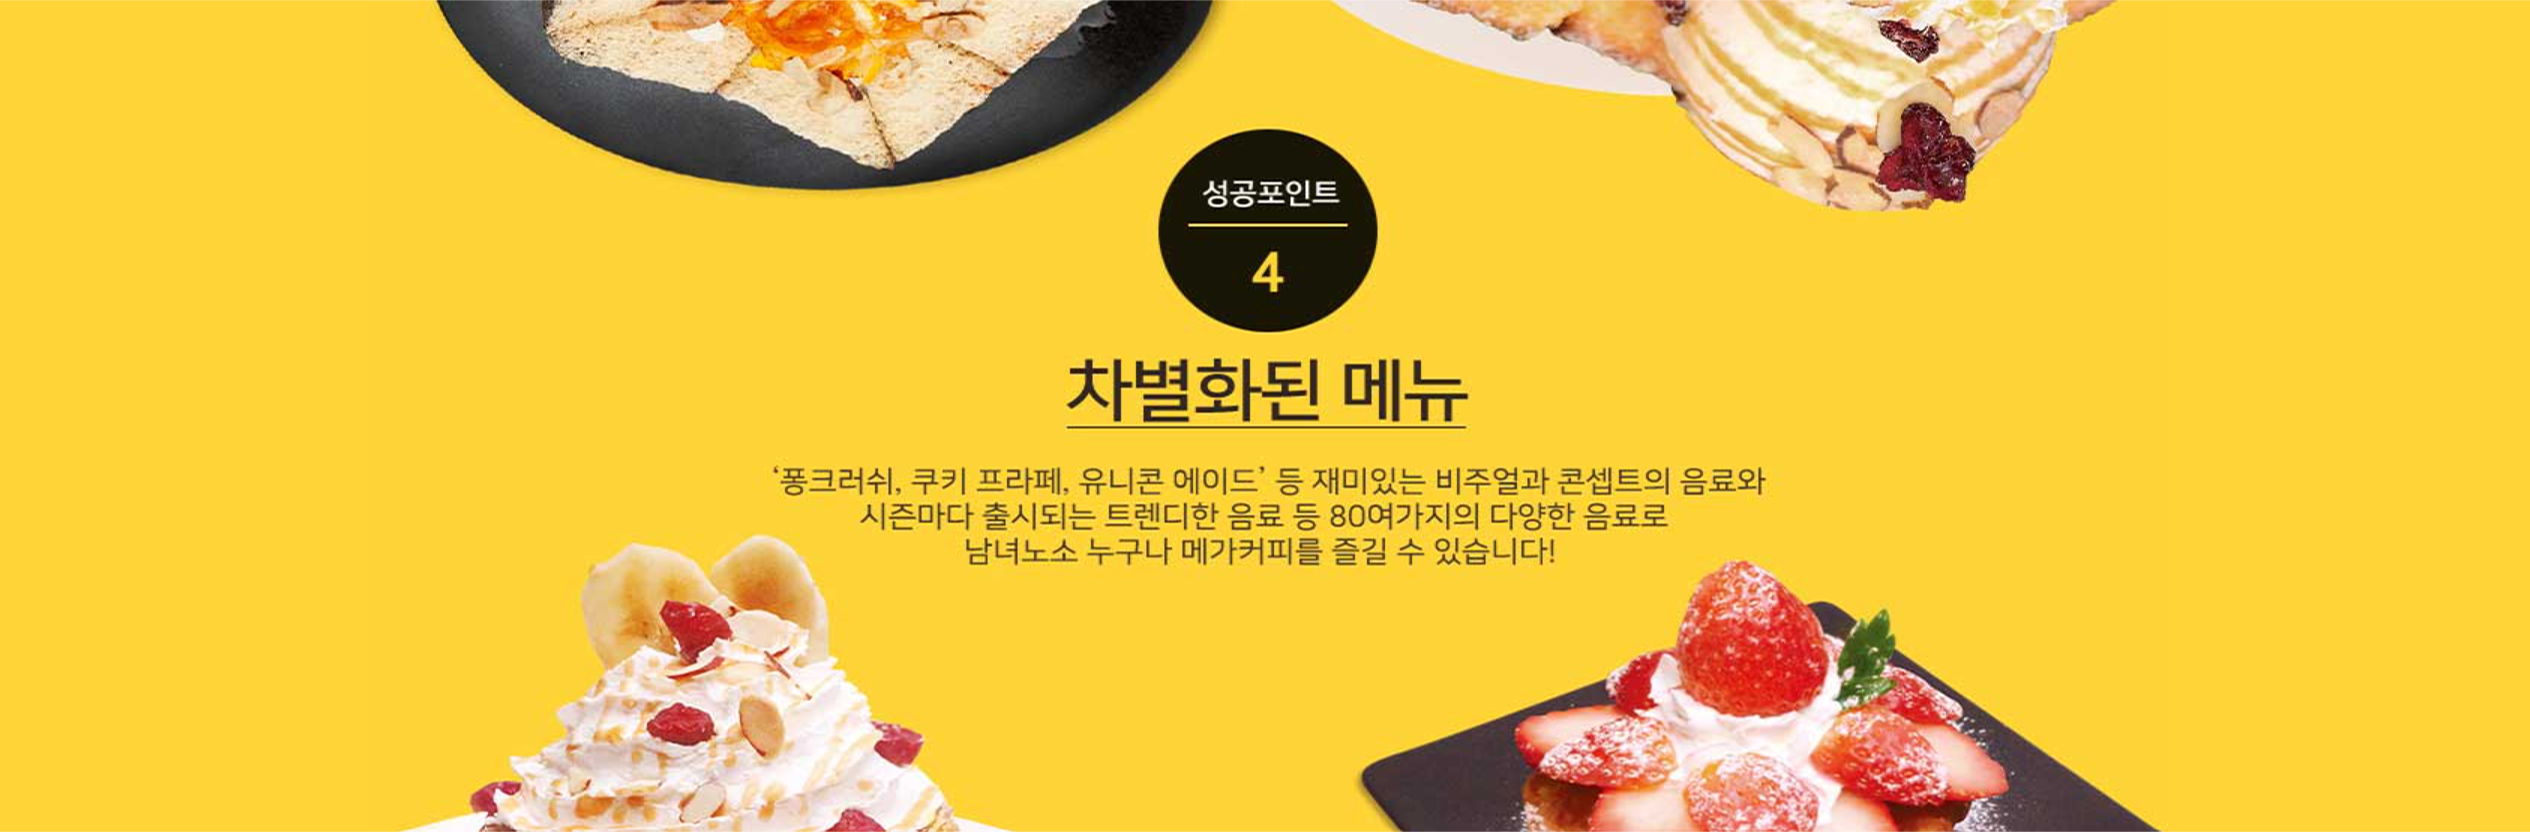 성공포인트
4
차별화된 메뉴
‘퐁크러쉬, 쿠키 프라페, 유니콘 에이드’ 등 재미있는 비주얼과 콘셉트의 음료와
시즌마다 출시되는 트렌디한 음료 등 80여가지의 다양한 음료로
남녀노소 누구나 메가커피를 즐길 수 있습니다!